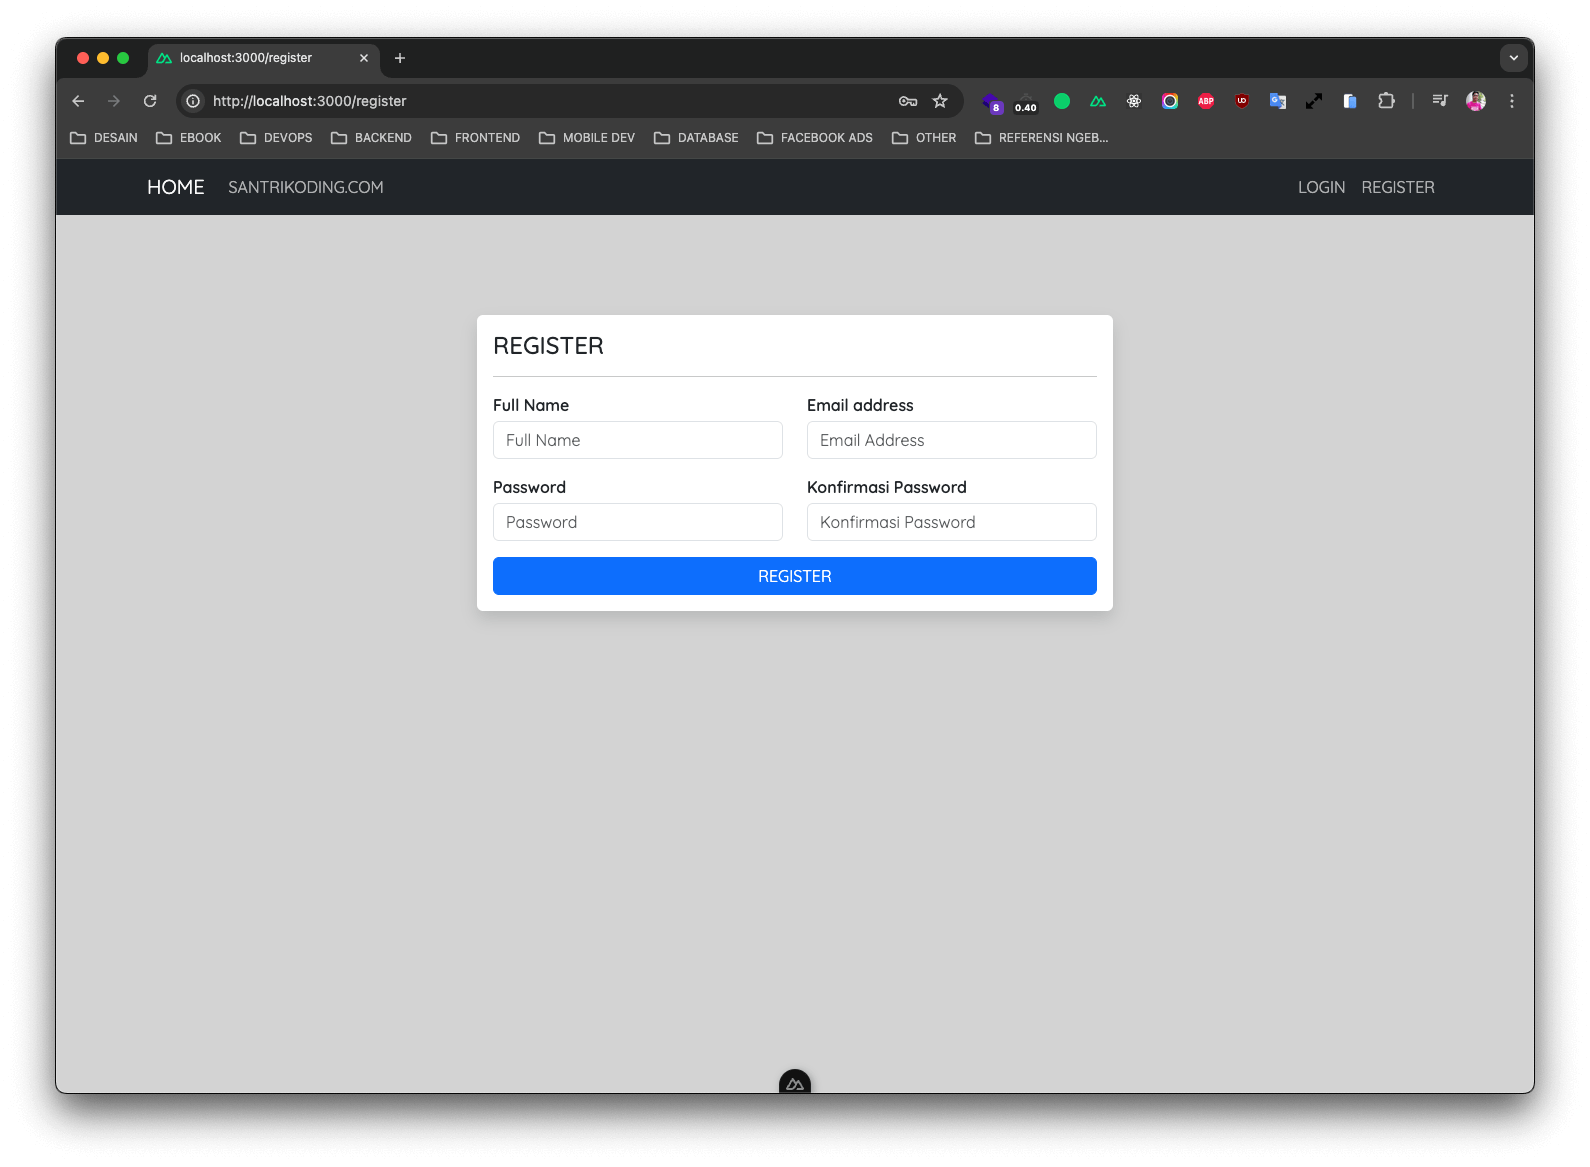 localhost:3000/register
http://localhost:3000/register
8
0.40
ABP
DESAIN EBOOK DEVOPS BACKEND FRONTEND MOBILE DEV DATABASE FACEBOOK ADS OTHER REFERENSI NGEB...
HOME SANTRIKODING.COM LOGIN REGISTER
REGISTER
Full Name Email address
Full Name Email Address
Password Konfirmasi Password
Password Konfirmasi Password
REGISTER